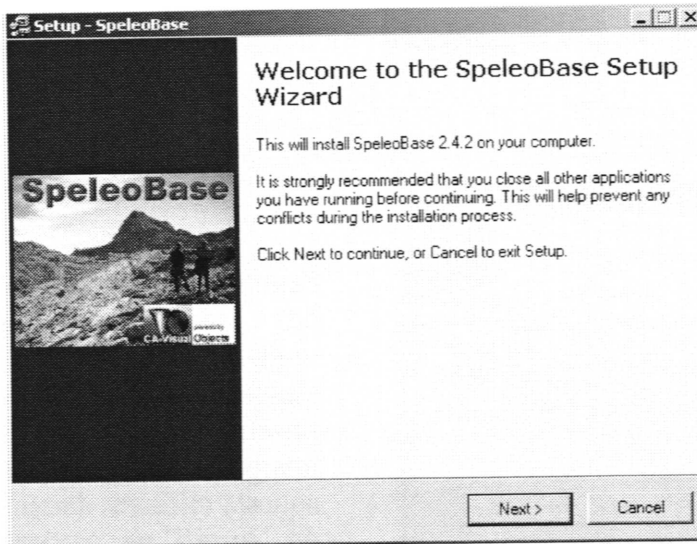 Setup - SpeleoBase
Welcome to the SpeleoBase Setup
Wizard
This will install SpeleoBase 2.4.2 on your computer.
It is strongly recommended that you close all other applications
you have running before continuing. This will help prevent any
conflicts during the installation process.
Click Next to continue, or Cancel to exit Setup.
SpeleoBase
powered by
CA-Visual Objects
Next >
Cancel